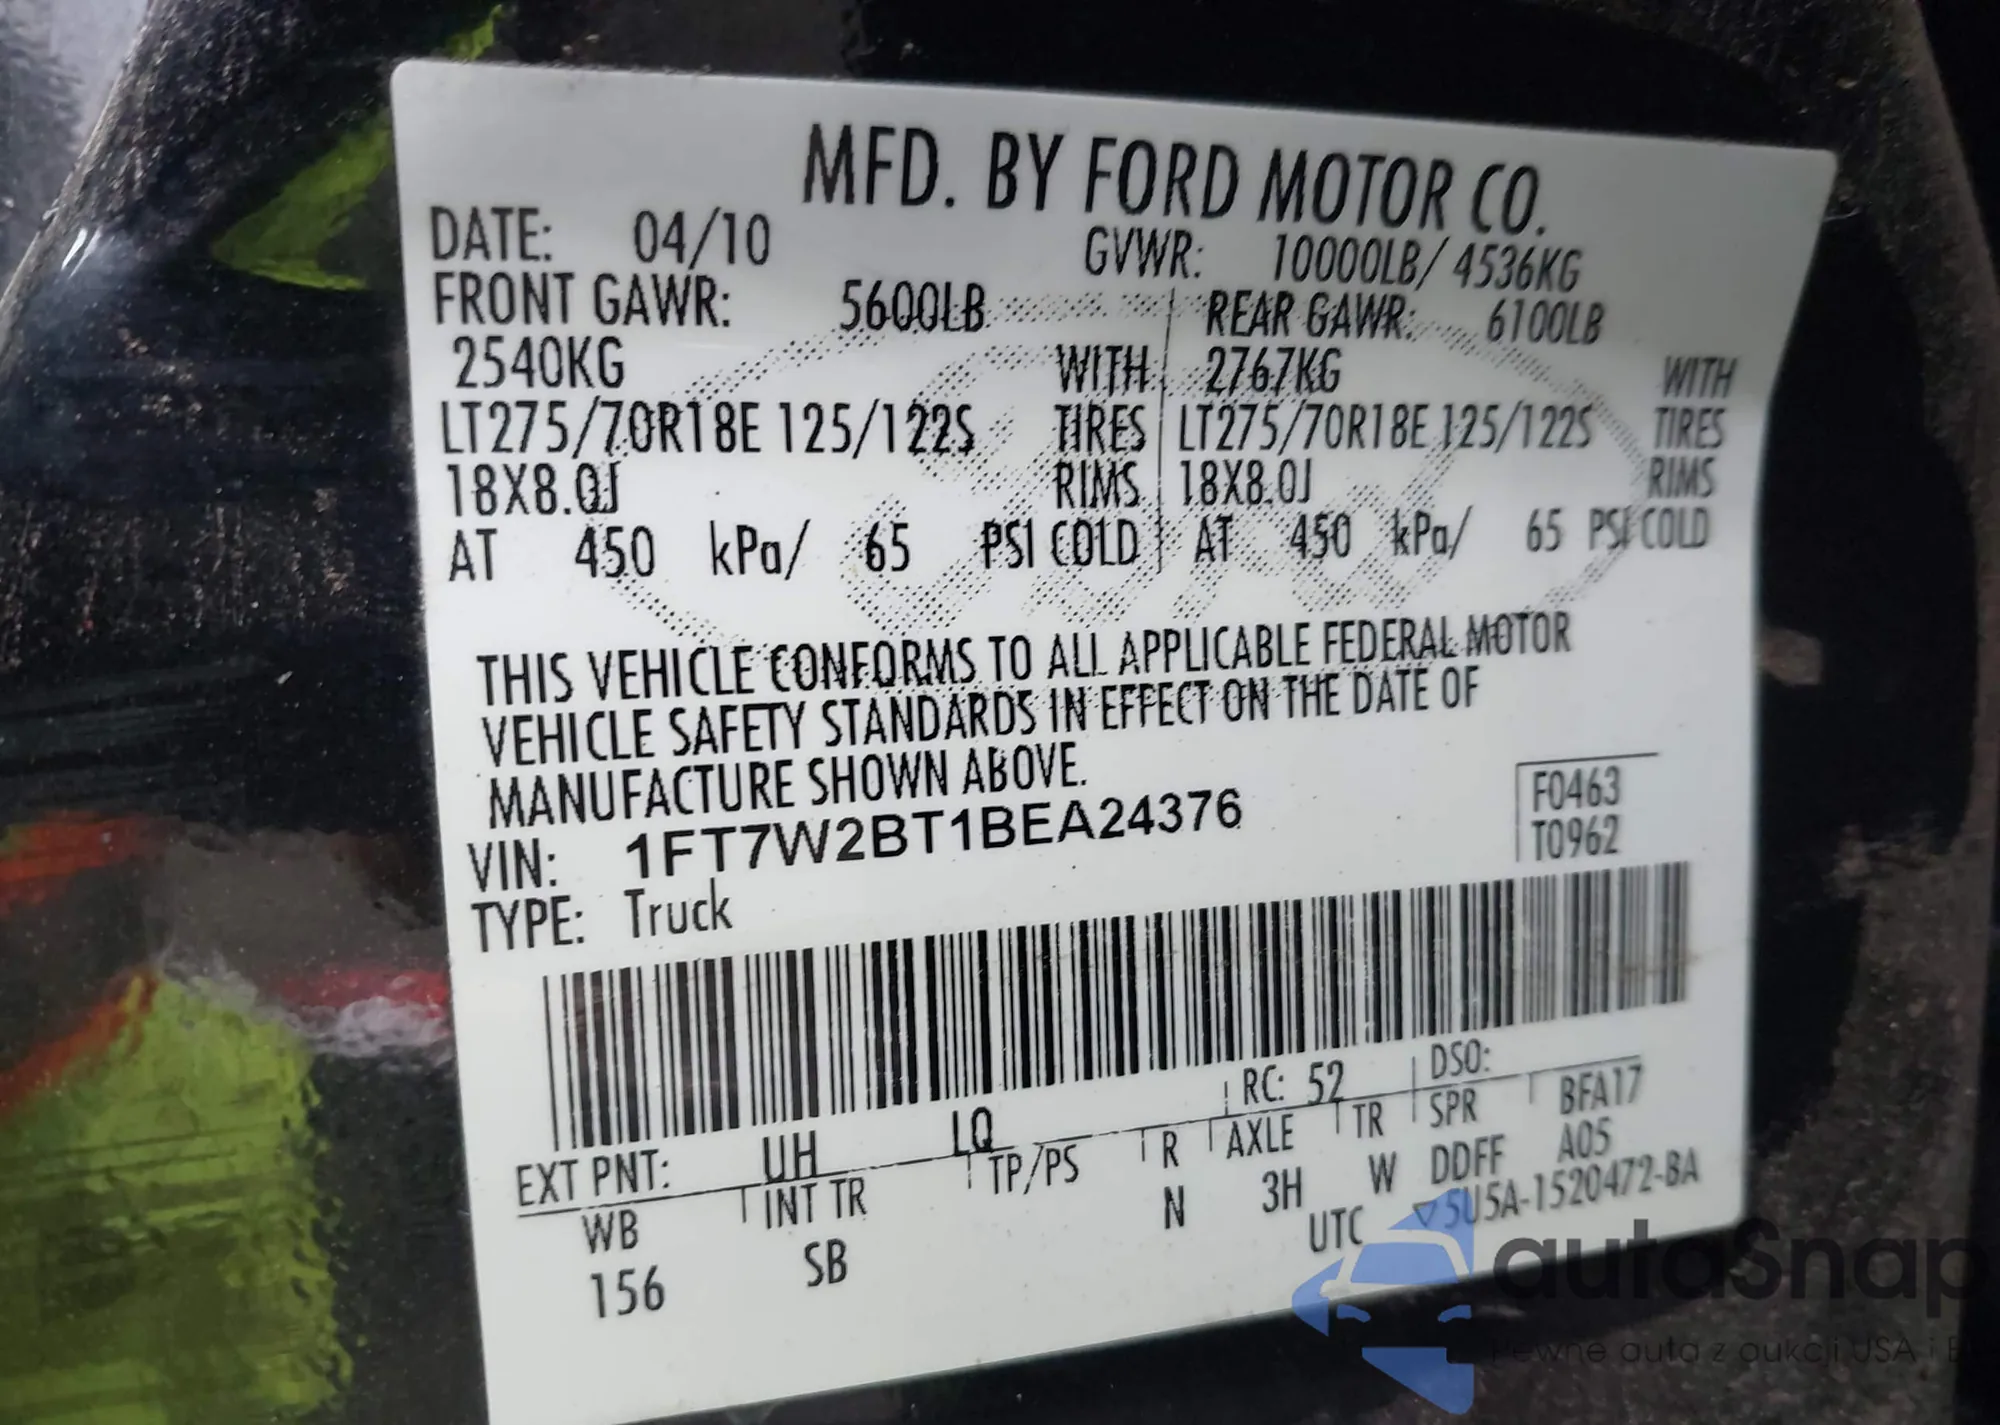 MFD. BY FORD MOTOR CO.
DATE: 04/10 GVWR: 10000LB/ 4536KG
FRONT GAWR: 5600LB REAR GAWR: 6100LB
2540KG WITH 2767KG WITH
LT275/70R18E 125/122S TIRES LT275/70R18E 125/122S TIRES
18X8.0J RIMS 18X8.0J RIMS
AT 450 kPa/ 65 PSI COLD AT 450 kPa/ 65 PSI COLD
THIS VEHICLE CONFORMS TO ALL APPLICABLE FEDERAL MOTOR
VEHICLE SAFETY STANDARDS IN EFFECT ON THE DATE OF
MANUFACTURE SHOWN ABOVE.
F0463
VIN: 1FT7W2BT1BEA24376
T0962
TYPE: Truck
EXT PNT: UH LQ RC: 52 DSO:
WB INT TR TP/PS R AXLE TR SPR BFA17
156 SB N 3H W DDFF A05
UTC ▽5U5A-1520472-BA
autaSnap
Pewne auta z aukcji USA i